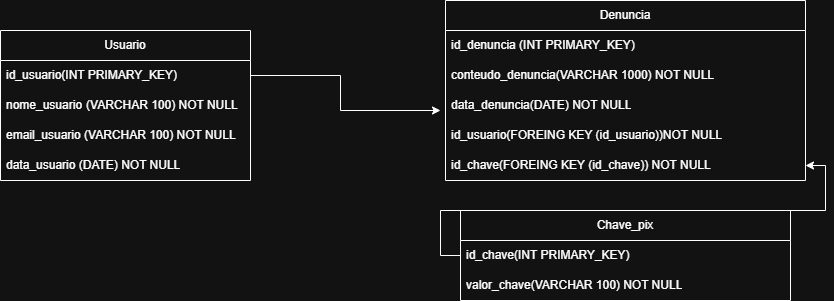 Usuario
id_usuario(INT PRIMARY_KEY)
nome_usuario (VARCHAR 100) NOT NULL
email_usuario (VARCHAR 100) NOT NULL
data_usuario (DATE) NOT NULL
Denuncia
id_denuncia (INT PRIMARY_KEY)
conteudo_denuncia(VARCHAR 1000) NOT NULL
data_denuncia(DATE) NOT NULL
id_usuario(FOREING KEY (id_usuario))NOT NULL
id_chave(FOREING KEY (id_chave)) NOT NULL
Chave_pix
id_chave(INT PRIMARY_KEY)
valor_chave(VARCHAR 100) NOT NULL